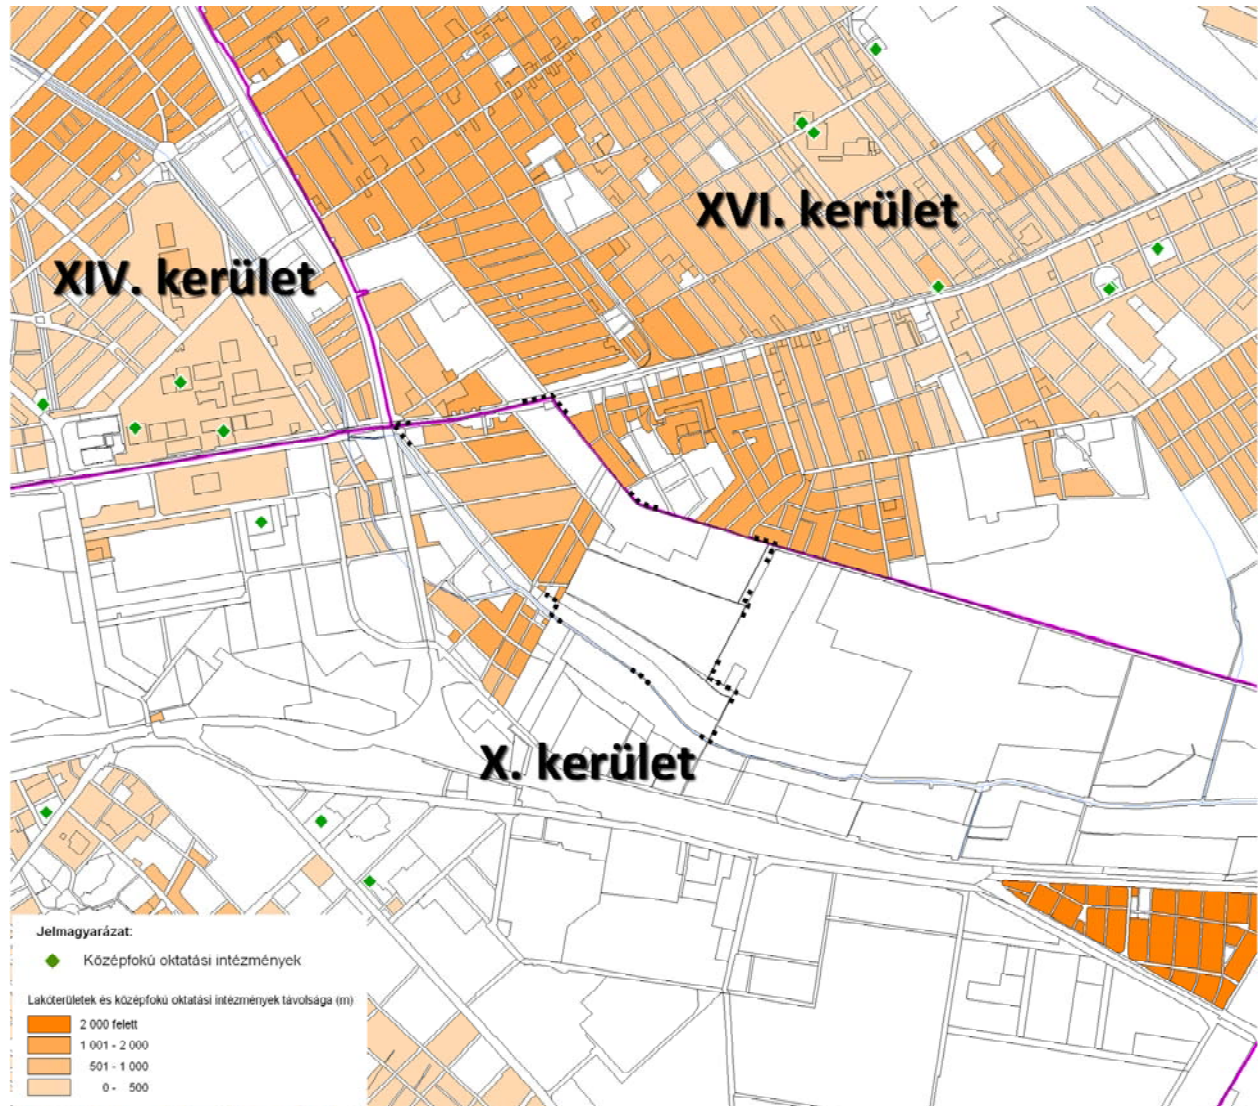 XVI. kerület
XIV. kerület
X. kerület
Jelmagyarázat:
Középfokú oktatási intézmények
Lakóterületek és középfokú oktatási intézmények távolsága (m)
2 000 felett
1 001 - 2 000
501 - 1 000
0 - 500